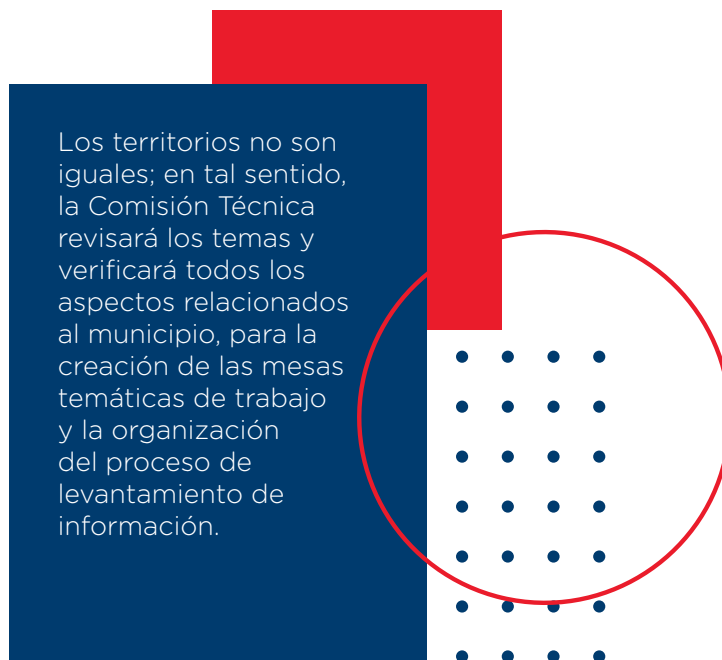 Los territorios no son
iguales; en tal sentido,
la Comisión Técnica
revisará los temas y
verificará todos los
aspectos relacionados
al municipio, para la
creación de las mesas
temáticas de trabajo
y la organización
del proceso de
levantamiento de
información.